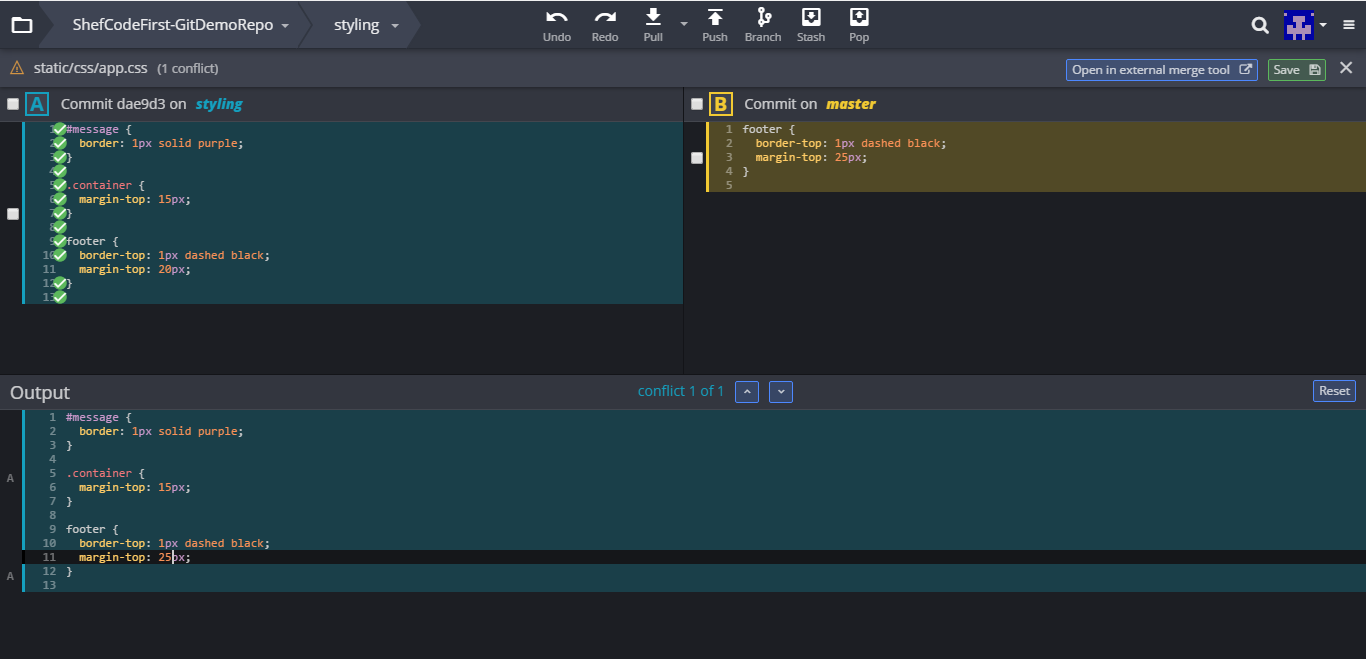 ShefCodeFirst-GitDemoRepo styling Undo Redo Pull Push Branch Stash Pop
static/css/app.css (1 conflict) Open in external merge tool Save
A Commit dae9d3 on styling
1 #message {
2 border: 1px solid purple;
3 }
4
5 .container {
6 margin-top: 15px;
7 }
8
9 footer {
10 border-top: 1px dashed black;
11 margin-top: 20px;
12 }
13
B Commit on master
1 footer {
2 border-top: 1px dashed black;
3 margin-top: 25px;
4 }
5
Output conflict 1 of 1 Reset
1 #message {
2 border: 1px solid purple;
3 }
4
A 5 .container {
6 margin-top: 15px;
7 }
8
9 footer {
10 border-top: 1px dashed black;
11 margin-top: 25px;
A 12 }
13